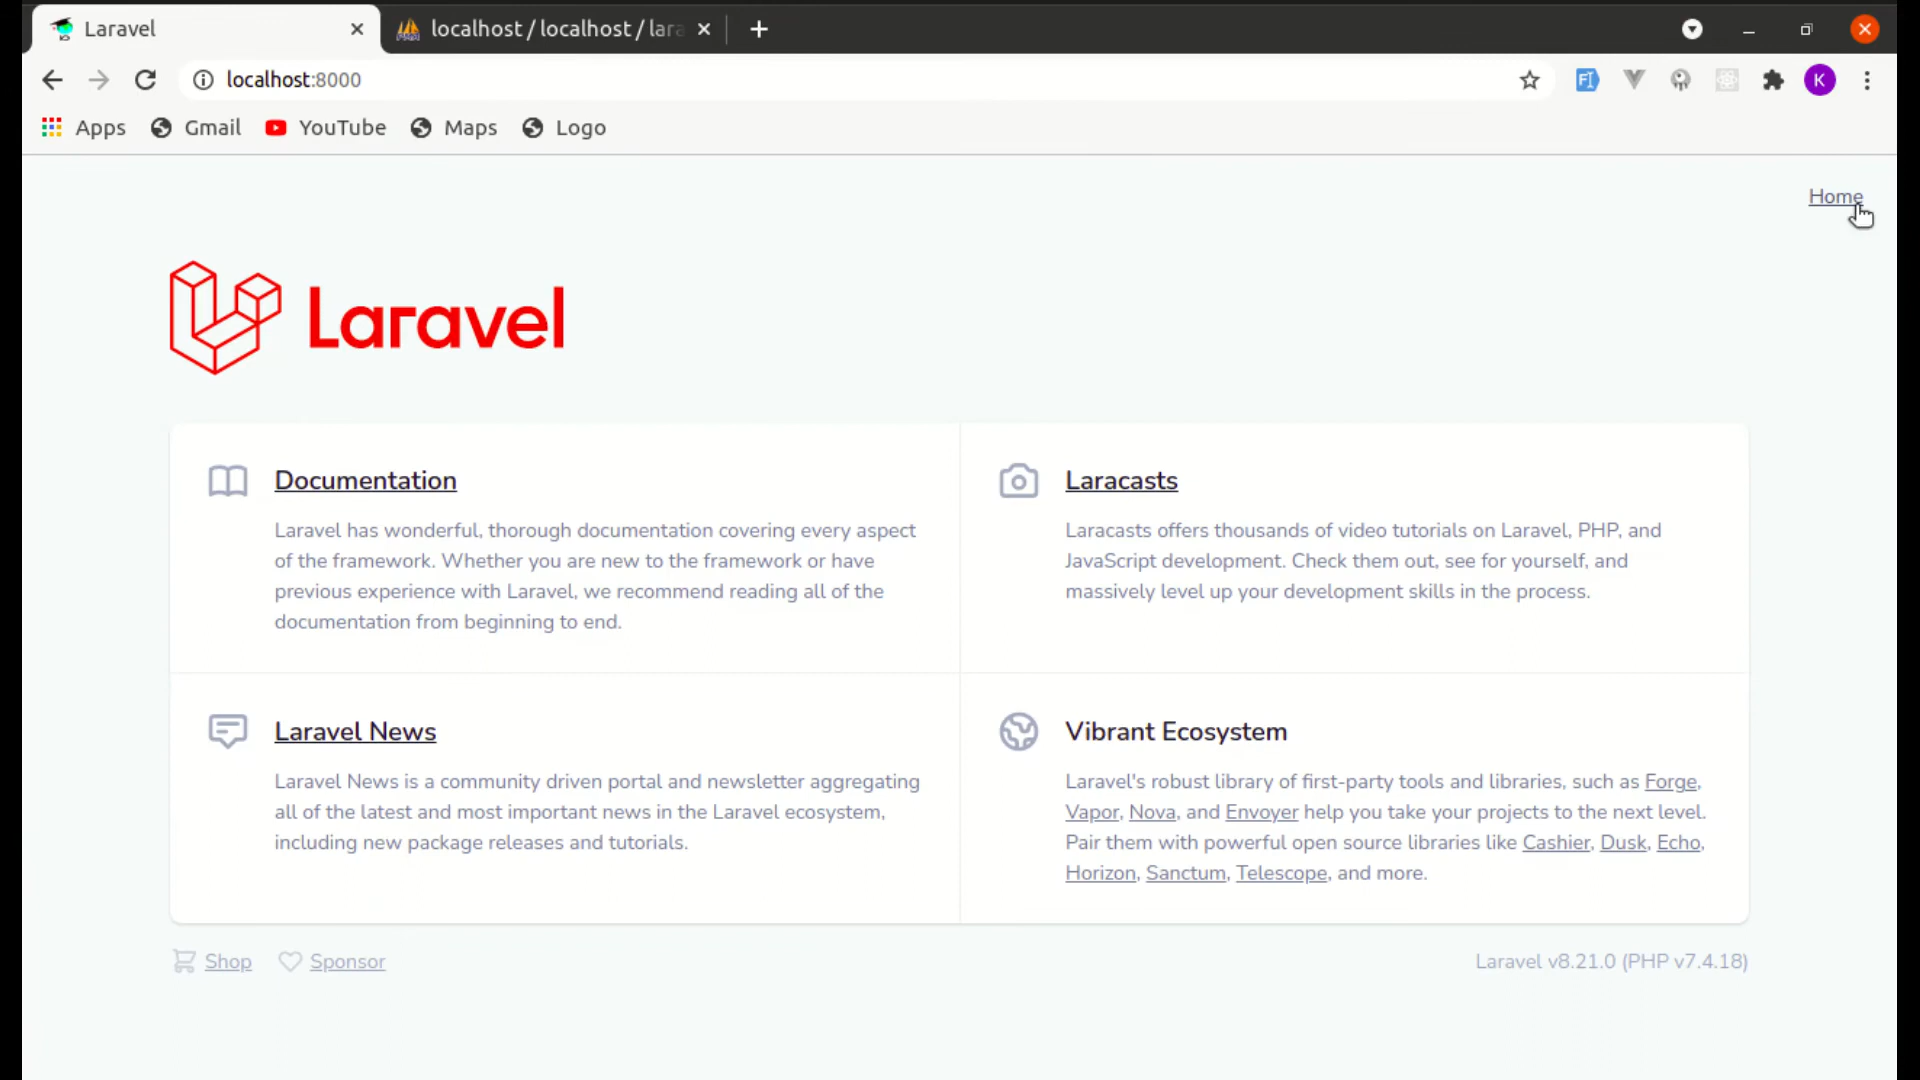 Laravel
localhost / localhost / lara
localhost:8000
K
Apps Gmail YouTube Maps Logo
Home
Laravel
Documentation
Laravel has wonderful, thorough documentation covering every aspect
of the framework. Whether you are new to the framework or have
previous experience with Laravel, we recommend reading all of the
documentation from beginning to end.
Laracasts
Laracasts offers thousands of video tutorials on Laravel, PHP, and
JavaScript development. Check them out, see for yourself, and
massively level up your development skills in the process.
Laravel News
Laravel News is a community driven portal and newsletter aggregating
all of the latest and most important news in the Laravel ecosystem,
including new package releases and tutorials.
Vibrant Ecosystem
Laravel's robust library of first-party tools and libraries, such as Forge,
Vapor, Nova, and Envoyer help you take your projects to the next level.
Pair them with powerful open source libraries like Cashier, Dusk, Echo,
Horizon, Sanctum, Telescope, and more.
Shop Sponsor
Laravel v8.21.0 (PHP v7.4.18)